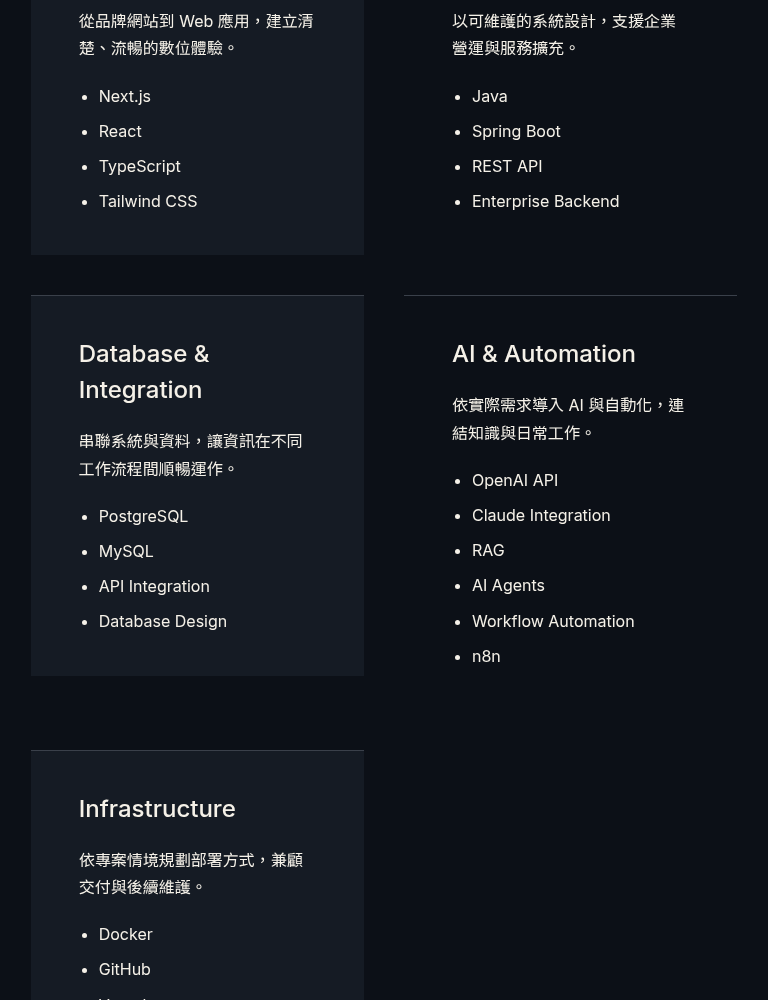 從品牌網站到 Web 應用，建立清
楚、流暢的數位體驗。
Next.js
React
TypeScript
Tailwind CSS
以可維護的系統設計，支援企業
營運與服務擴充。
Java
Spring Boot
REST API
Enterprise Backend
Database &
Integration
串聯系統與資料，讓資訊在不同
工作流程間順暢運作。
PostgreSQL
MySQL
API Integration
Database Design
AI & Automation
依實際需求導入 AI 與自動化，連
結知識與日常工作。
OpenAI API
Claude Integration
RAG
AI Agents
Workflow Automation
n8n
Infrastructure
依專案情境規劃部署方式，兼顧
交付與後續維護。
Docker
GitHub